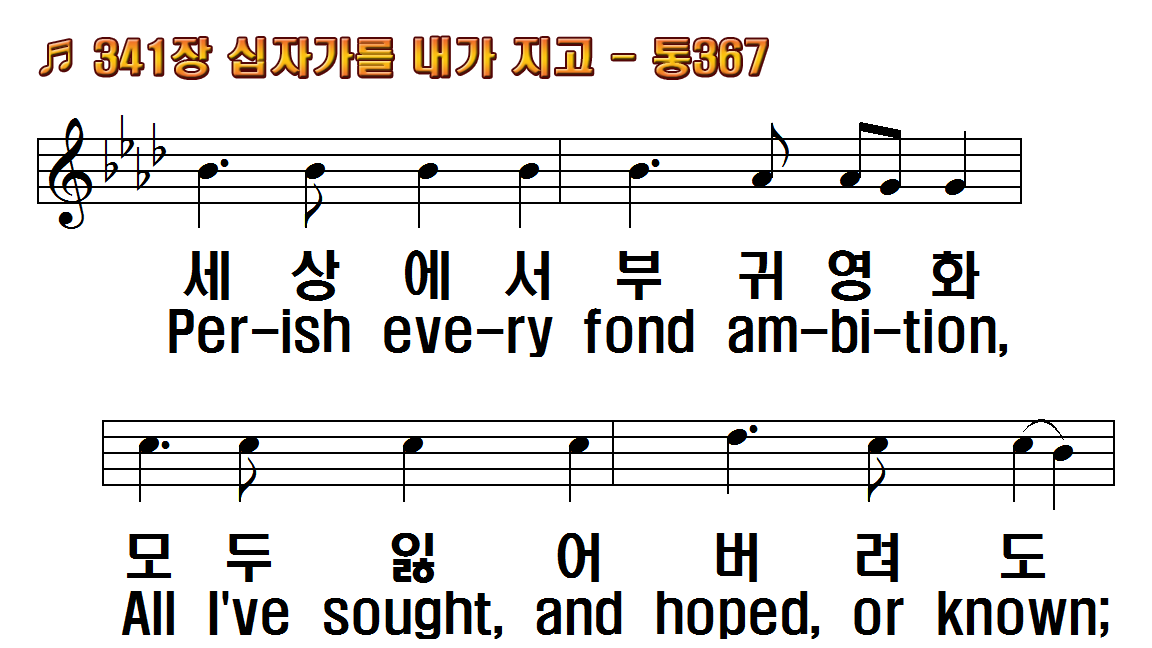 ♬ 341장 십자가를 내가 지고 - 통367
세 상 에 서 부 귀 영 화
Per-ish eve-ry fond am-bi-tion,
모 두 잃 어 버 려 도
All I've sought, and hoped, or known;